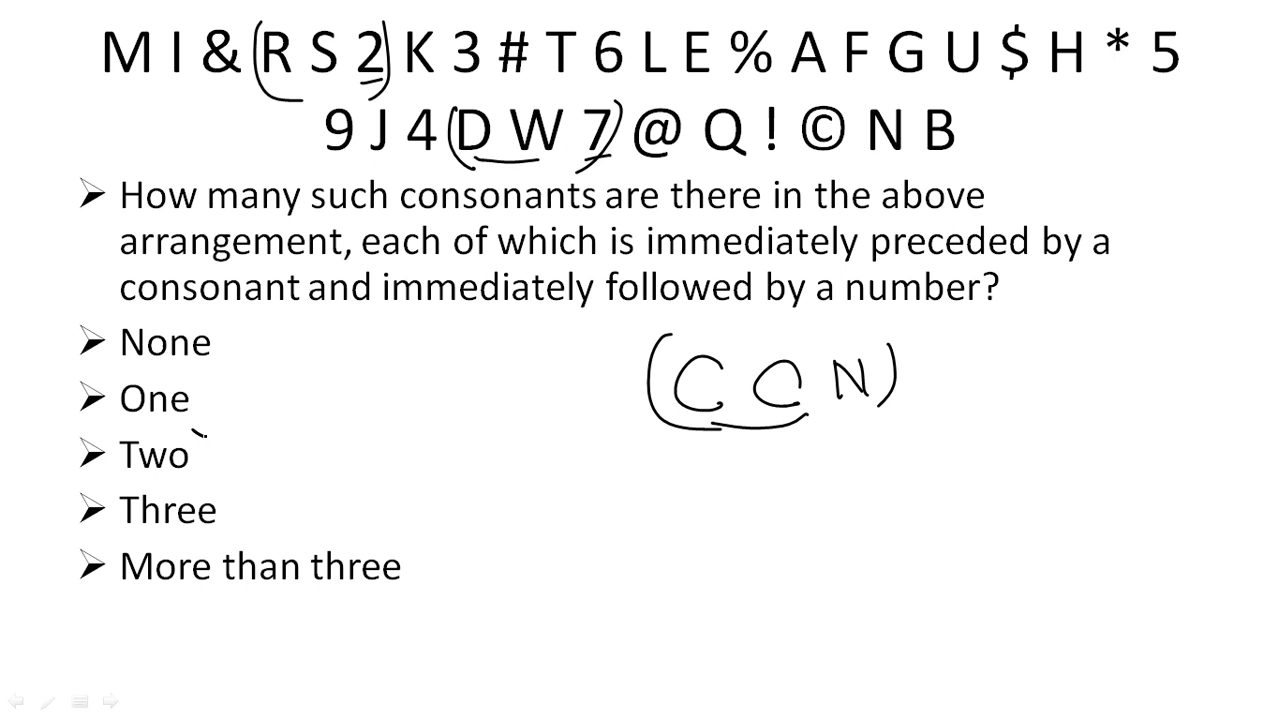 M I & R S 2 K 3 # T 6 L E % A F G U $ H * 5
9 J 4 D W 7 @ Q ! © N B
How many such consonants are there in the above
arrangement, each of which is immediately preceded by a
consonant and immediately followed by a number?
None
One
Two
Three
More than three
(C C N)